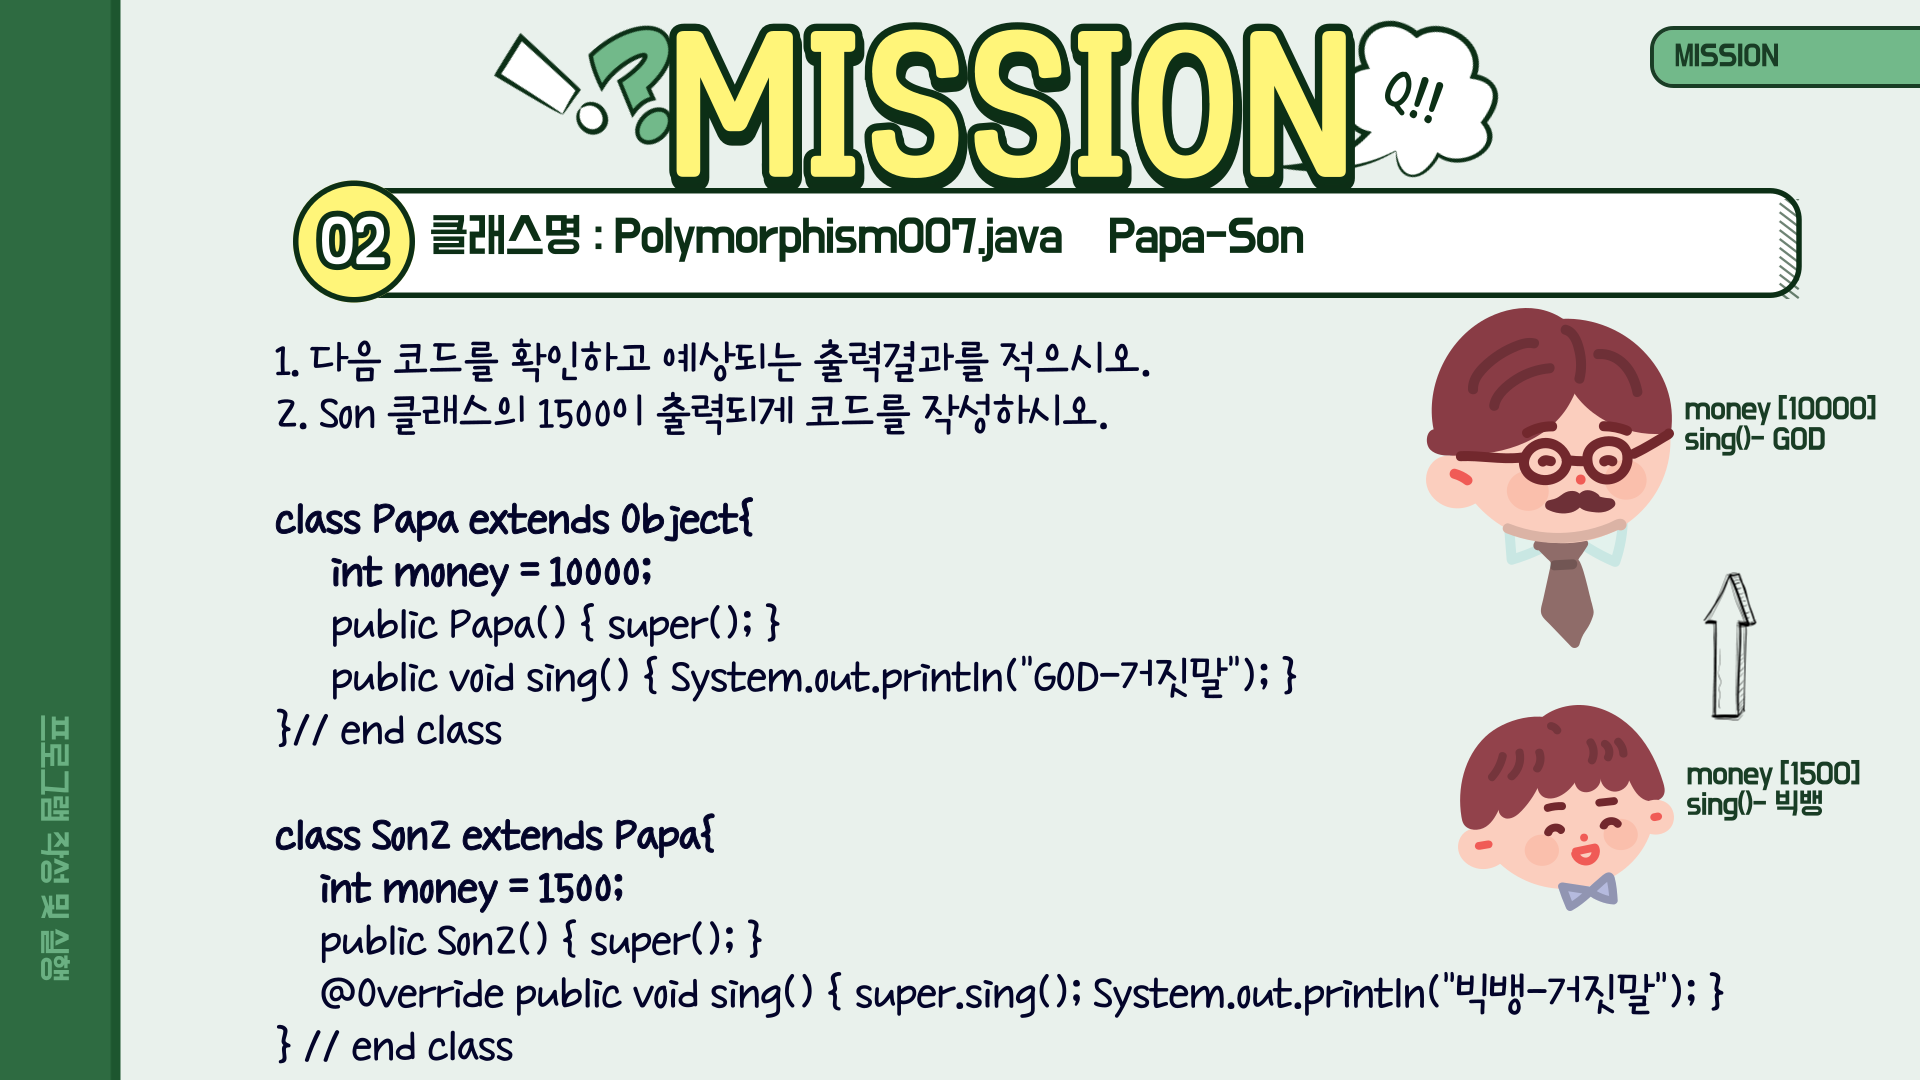 MISSION
Q!!
MISSION
02
클래스명 : Polymorphism007.java Papa-Son
1. 다음 코드를 확인하고 예상되는 출력결과를 적으시오.
2. Son 클래스의 1500이 출력되게 코드를 작성하시오.
class Papa extends Object{
int money = 10000;
public Papa() { super(); }
public void sing() { System.out.println("GOD-거짓말"); }
}// end class
class Son2 extends Papa{
int money = 1500;
public Son2() { super(); }
@Override public void sing() { super.sing(); System.out.println("빅뱅-거짓말"); }
} // end class
money [10000]
sing()- GOD
money [1500]
sing()- 빅뱅
프로그램 작성 및 실행